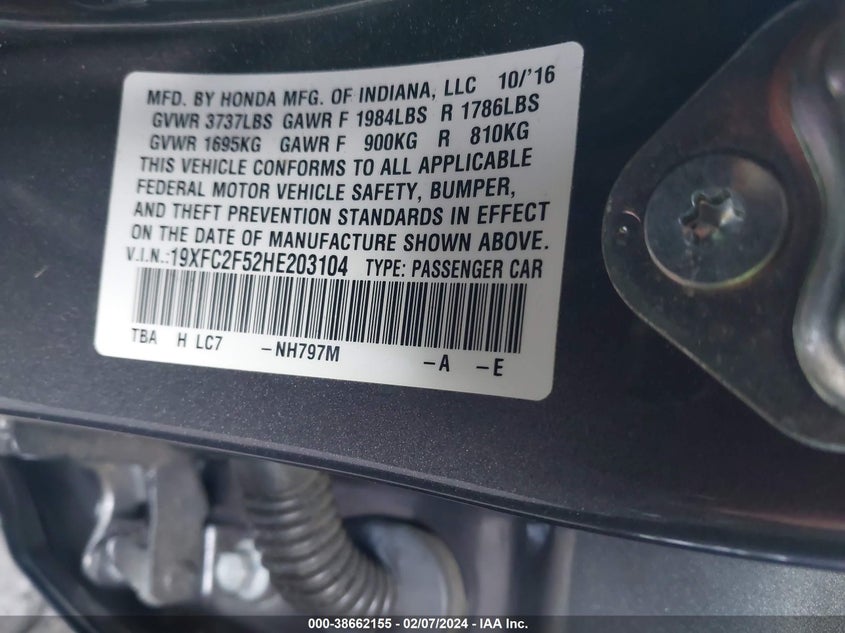 MFD. BY HONDA MFG. OF INDIANA, LLC 10/'16
GVWR 3737LBS GAWR F 1984LBS R 1786LBS
GVWR 1695KG GAWR F 900KG R 810KG
THIS VEHICLE CONFORMS TO ALL APPLICABLE
FEDERAL MOTOR VEHICLE SAFETY, BUMPER,
AND THEFT PREVENTION STANDARDS IN EFFECT
ON THE DATE OF MANUFACTURE SHOWN ABOVE.
V.I.N.:19XFC2F52HE203104 TYPE: PASSENGER CAR
TBA H LC7 -NH797M -A -E
000-38662155 — 02/07/2024 — IAA Inc.